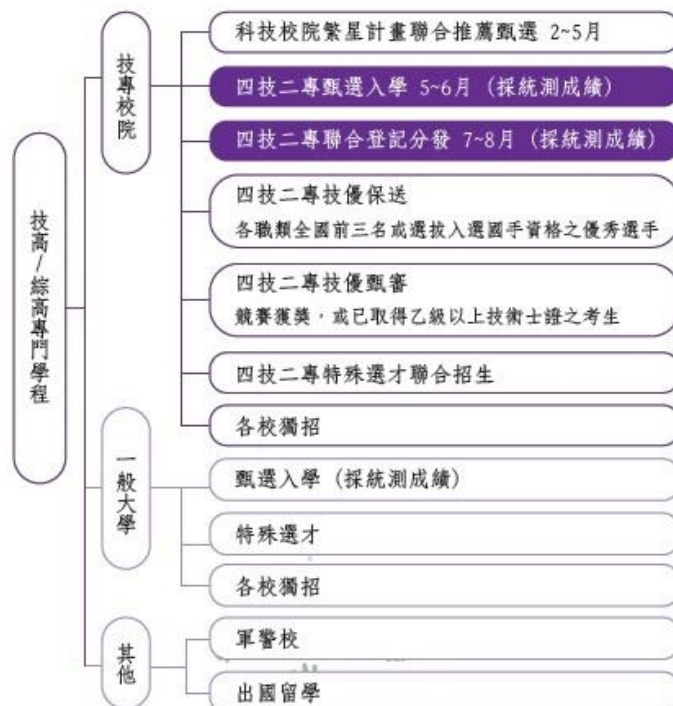 技高/綜高專門學程
技專校院
科技校院繁星計畫聯合推薦甄選 2~5月
四技二專甄選入學 5~6月 (採統測成績)
四技二專聯合登記分發 7~8月 (採統測成績)
四技二專技優保送
各職類全國前三名或選拔入選國手資格之優秀選手
四技二專技優甄審
競賽獲獎，或已取得乙級以上技術士證之考生
四技二專特殊選才聯合招生
各校獨招
一般大學
甄選入學 (採統測成績)
特殊選才
各校獨招
其他
軍警校
出國留學